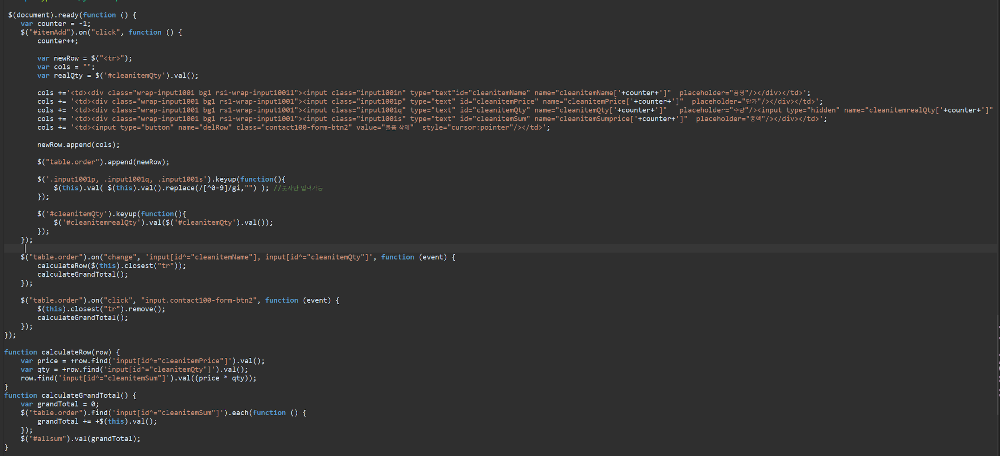 $(document).ready(function () {
var counter = -1;
$("#itemAdd").on("click", function () {
counter++;
var newRow = $("<tr>");
var cols = "";
var realQty = $('#cleanitemQty').val();
cols +='<td><div class="wrap-input1001 bg1 rs1-wrap-input10011"><input class="input1001n" type="text"id="cleanitemName" name="cleanitemName['+counter+']"  placeholder="품명"/></div></td>';
cols += '<td><div class="wrap-input1001 bg1 rs1-wrap-input1001"><input class="input1001p" type="text" id="cleanitemPrice" name="cleanitemPrice['+counter+']"  placeholder="단가"/></div></td>';
cols += '<td><div class="wrap-input1001 bg1 rs1-wrap-input1001"><input class="input1001q" type="text" id="cleanitemQty" name="cleanitemQty['+counter+']"   placeholder="수량"/><input type="hidden" name="cleanitemrealQty['+counter+']"
cols += '<td><div class="wrap-input1001 bg1 rs1-wrap-input1001"><input class="input1001s" type="text" id="cleanitemSum" name="cleanitemSumprice['+counter+']"  placeholder="총액"/></div></td>';
cols += '<td><input type="button" name="delRow" class="contact100-form-btn2" value="물품 삭제"  style="cursor:pointer"/></td>';
newRow.append(cols);
$("table.order").append(newRow);
$('.input1001p, .input1001q, .input1001s').keyup(function(){
$(this).val( $(this).val().replace(/[^0-9]/gi,"") ); //숫자만 입력가능
});
$('#cleanitemQty').keyup(function(){
$('#cleanitemrealQty').val($('#cleanitemQty').val());
});
});
$("table.order").on("change", 'input[id^="cleanitemName"], input[id^="cleanitemQty"]', function (event) {
calculateRow($(this).closest("tr"));
calculateGrandTotal();
});
$("table.order").on("click", "input.contact100-form-btn2", function (event) {
$(this).closest("tr").remove();
calculateGrandTotal();
});
});
function calculateRow(row) {
var price = +row.find('input[id^="cleanitemPrice"]').val();
var qty = +row.find('input[id^="cleanitemQty"]').val();
row.find('input[id^="cleanitemSum"]').val((price * qty));
}
function calculateGrandTotal() {
var grandTotal = 0;
$("table.order").find('input[id^="cleanitemSum"]').each(function () {
grandTotal += +$(this).val();
});
$("#allsum").val(grandTotal);
}